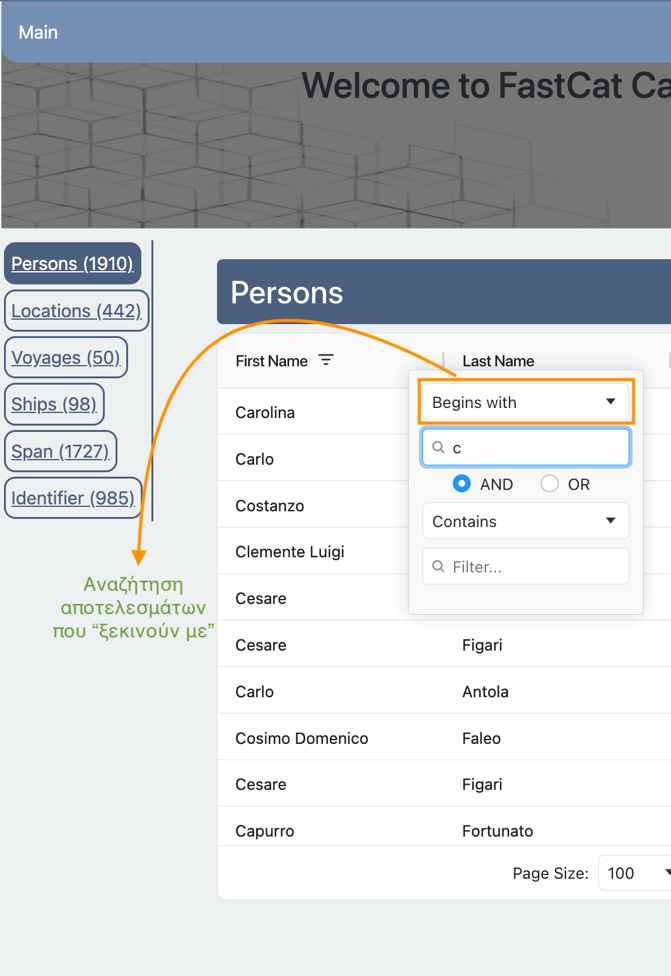 Main
Welcome to FastCat Ca
Persons (1910)
Locations (442)
Voyages (50)
Ships (98)
Span (1727)
Identifier (985)
Αναζήτηση
αποτελεσμάτων
που “ξεκινούν με”
Persons
First Name Last Name
Carolina
Carlo
Costanzo
Clemente Luigi
Cesare
Cesare Figari
Carlo Antola
Cosimo Domenico Faleo
Cesare Figari
Capurro Fortunato
Begins with
c
AND OR
Contains
Filter...
Page Size: 100